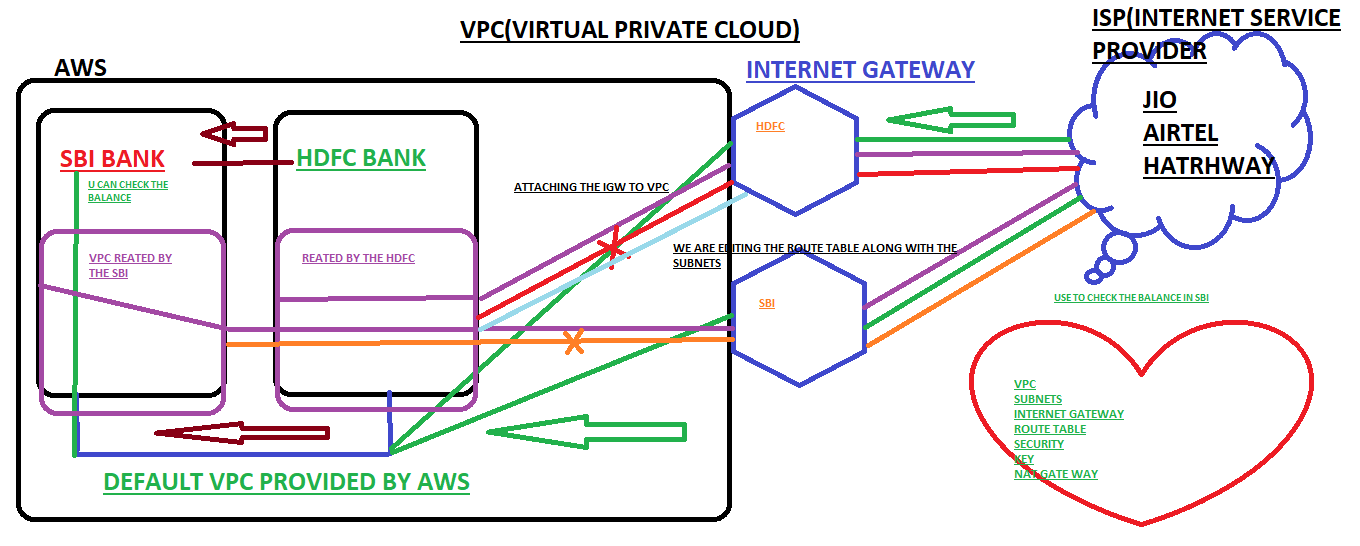 VPC(VIRTUAL PRIVATE CLOUD)
ISP(INTERNET SERVICE
PROVIDER
AWS
INTERNET GATEWAY
JIO
AIRTEL
HATRHWAY
HDFC
SBI BANK
HDFC BANK
U CAN CHECK THE
BALANCE
ATTACHING THE IGW TO VPC
WE ARE EDITING THE ROUTE TABLE ALONG WITH THE
SUBNETS
VPC REATED BY
THE SBI
REATED BY THE HDFC
SBI
USE TO CHECK THE BALANCE IN SBI
VPC
SUBNETS
INTERNET GATEWAY
ROUTE TABLE
SECURITY
KEY
NAT GATE WAY
DEFAULT VPC PROVIDED BY AWS